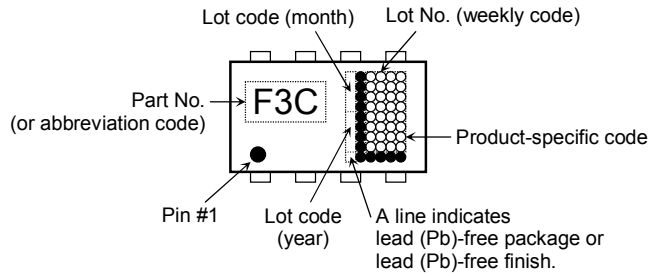 Lot code (month)
Lot No. (weekly code)
Part No.
(or abbreviation code)
F3C
Product-specific code
Pin #1
Lot code
(year)
A line indicates
lead (Pb)-free package or
lead (Pb)-free finish.